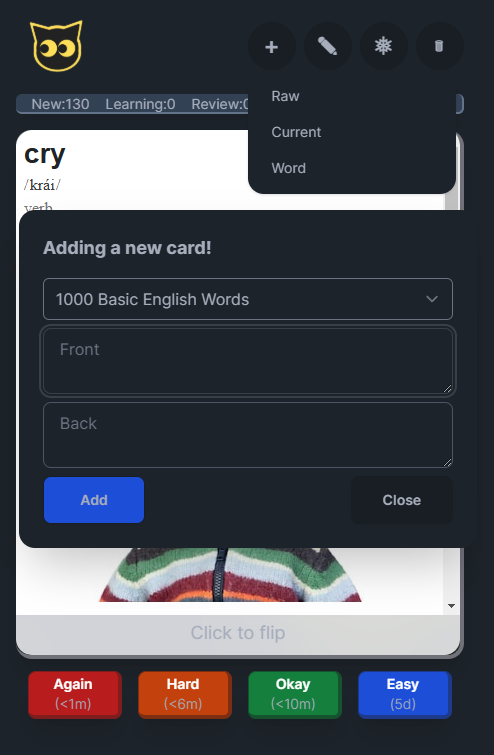 New:130 Learning:0 Review:0
Raw
Current
Word
cry
/krái/
verb
Adding a new card!
1000 Basic English Words
Front
Back
Add Close
Click to flip
Again Hard Okay Easy
(<1m) (<6m) (<10m) (5d)